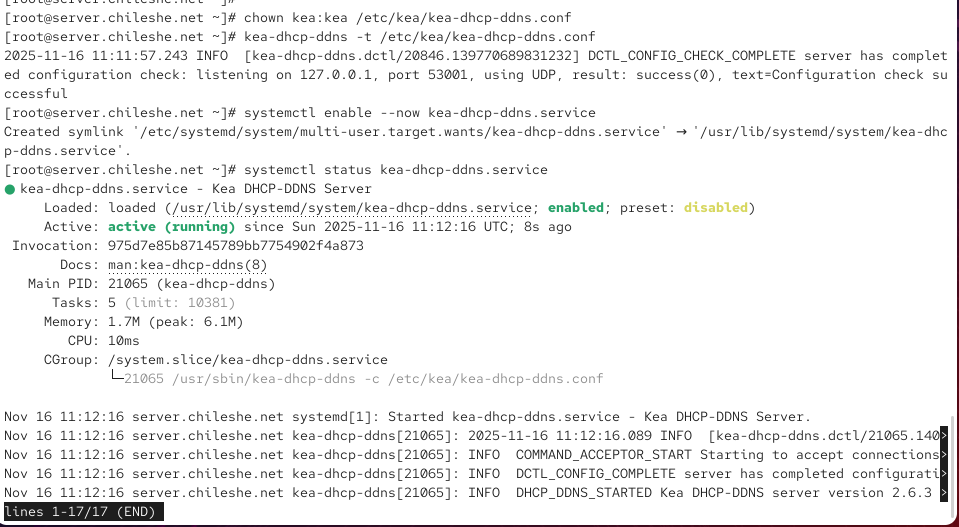 [root@server.chileshe.net ~]#
[root@server.chileshe.net ~]# chown kea:kea /etc/kea/kea-dhcp-ddns.conf
[root@server.chileshe.net ~]# kea-dhcp-ddns -t /etc/kea/kea-dhcp-ddns.conf
2025-11-16 11:11:57.243 INFO  [kea-dhcp-ddns.dctl/20846.139770689831232] DCTL_CONFIG_CHECK_COMPLETE server has complet
ed configuration check: listening on 127.0.0.1, port 53001, using UDP, result: success(0), text=Configuration check su
ccessful
[root@server.chileshe.net ~]# systemctl enable --now kea-dhcp-ddns.service
Created symlink '/etc/systemd/system/multi-user.target.wants/kea-dhcp-ddns.service' → '/usr/lib/systemd/system/kea-dhc
p-ddns.service'.
[root@server.chileshe.net ~]# systemctl status kea-dhcp-ddns.service
● kea-dhcp-ddns.service - Kea DHCP-DDNS Server
     Loaded: loaded (/usr/lib/systemd/system/kea-dhcp-ddns.service; enabled; preset: disabled)
     Active: active (running) since Sun 2025-11-16 11:12:16 UTC; 8s ago
 Invocation: 975d7e85b87145789bb7754902f4a873
       Docs: man:kea-dhcp-ddns(8)
   Main PID: 21065 (kea-dhcp-ddns)
      Tasks: 5 (limit: 10381)
     Memory: 1.7M (peak: 6.1M)
        CPU: 10ms
     CGroup: /system.slice/kea-dhcp-ddns.service
             └─21065 /usr/sbin/kea-dhcp-ddns -c /etc/kea/kea-dhcp-ddns.conf
Nov 16 11:12:16 server.chileshe.net systemd[1]: Started kea-dhcp-ddns.service - Kea DHCP-DDNS Server.
Nov 16 11:12:16 server.chileshe.net kea-dhcp-ddns[21065]: 2025-11-16 11:12:16.089 INFO  [kea-dhcp-ddns.dctl/21065.140>
Nov 16 11:12:16 server.chileshe.net kea-dhcp-ddns[21065]: INFO  COMMAND_ACCEPTOR_START Starting to accept connections>
Nov 16 11:12:16 server.chileshe.net kea-dhcp-ddns[21065]: INFO  DCTL_CONFIG_COMPLETE server has completed configurati>
Nov 16 11:12:16 server.chileshe.net kea-dhcp-ddns[21065]: INFO  DHCP_DDNS_STARTED Kea DHCP-DDNS server version 2.6.3 >
lines 1-17/17 (END)